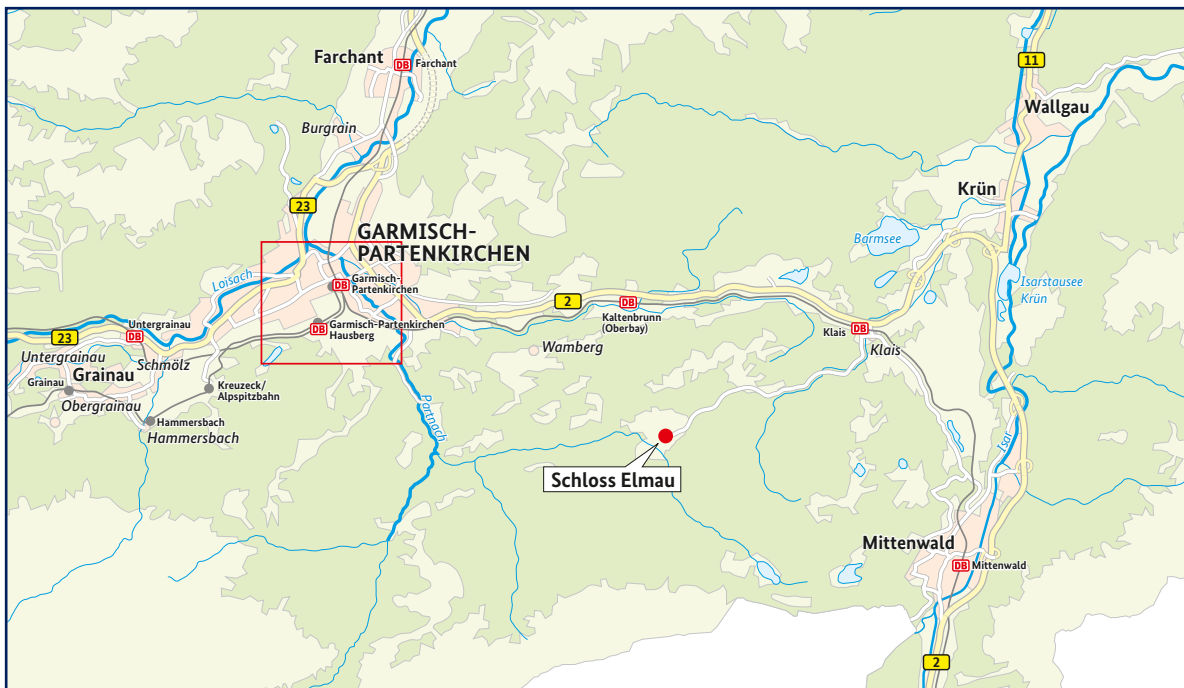 Farchant
DB
Farchant
11
Wallgau
Burgrain
Krün
23
GARMISCH-
PARTENKIRCHEN
Barmsee
Loisach
Isarstausee
Krün
DB
Garmisch-
Partenkirchen
2
DB
Kaltenbrunn
(Oberbay)
Untergrainau
DB
23
DB
Garmisch-Partenkirchen
Hausberg
Klais
DB
Klais
Wamberg
Untergrainau
Schmölz
Grainau
Grainau
Kreuzeck/
Alpspitzbahn
Obergrainau
Hammersbach
Hammersbach
Partnach
Isar
Schloss Elmau
Mittenwald
DB
Mittenwald
2